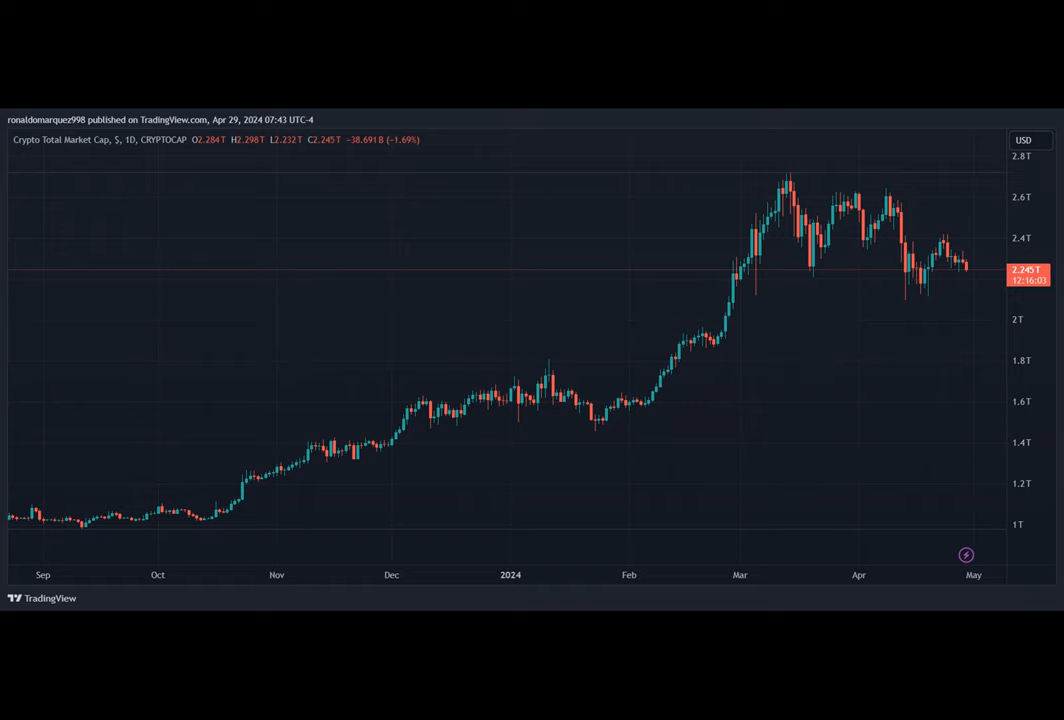 ronaldomarquez998 published on TradingView.com, Apr 29, 2024 07:43 UTC-4
Crypto Total Market Cap, $, 1D, CRYPTOCAP O2.284T H2.298T L2.232T C2.245T −38.691B (−1.69%)
USD
2.8T
2.6T
2.4T
2.245T
12:16:03
2T
1.8T
1.6T
1.4T
1.2T
1T
Sep Oct Nov Dec 2024 Feb Mar Apr May
TradingView